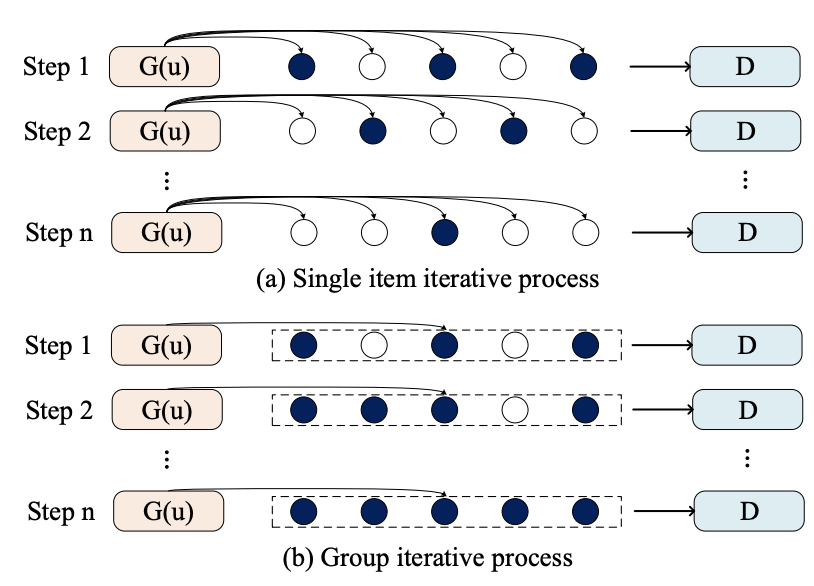 Step 1 G(u) D
Step 2 G(u) D
⋮ ⋮
Step n G(u) D
(a) Single item iterative process
Step 1 G(u) D
Step 2 G(u) D
⋮ ⋮
Step n G(u) D
(b) Group iterative process